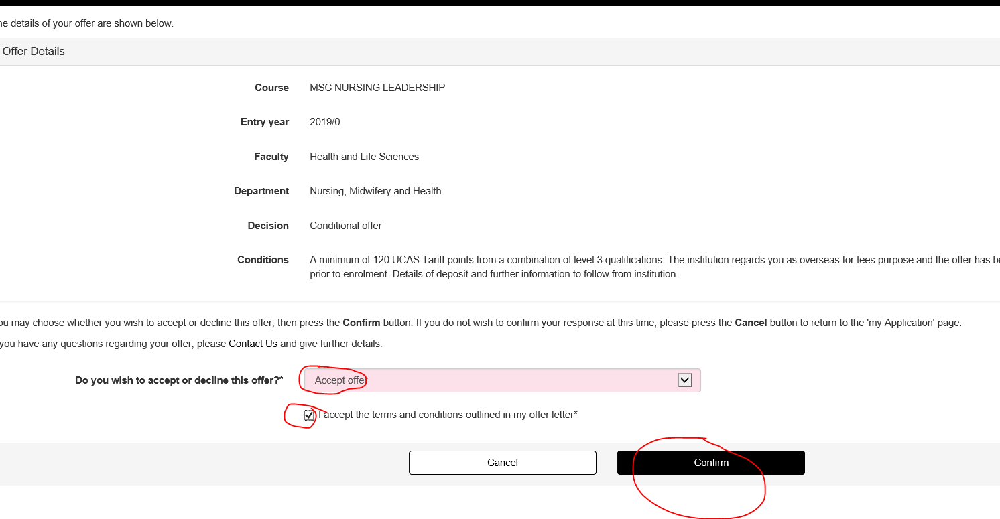 he details of your offer are shown below.
Offer Details
Course MSC NURSING LEADERSHIP
Entry year 2019/0
Faculty Health and Life Sciences
Department Nursing, Midwifery and Health
Decision Conditional offer
Conditions A minimum of 120 UCAS Tariff points from a combination of level 3 qualifications. The institution regards you as overseas for fees purpose and the offer has be
prior to enrolment. Details of deposit and further information to follow from institution.
ou may choose whether you wish to accept or decline this offer, then press the Confirm button. If you do not wish to confirm your response at this time, please press the Cancel button to return to the 'my Application' page.
you have any questions regarding your offer, please Contact Us and give further details.
Do you wish to accept or decline this offer?* Accept offer
I accept the terms and conditions outlined in my offer letter*
Cancel Confirm